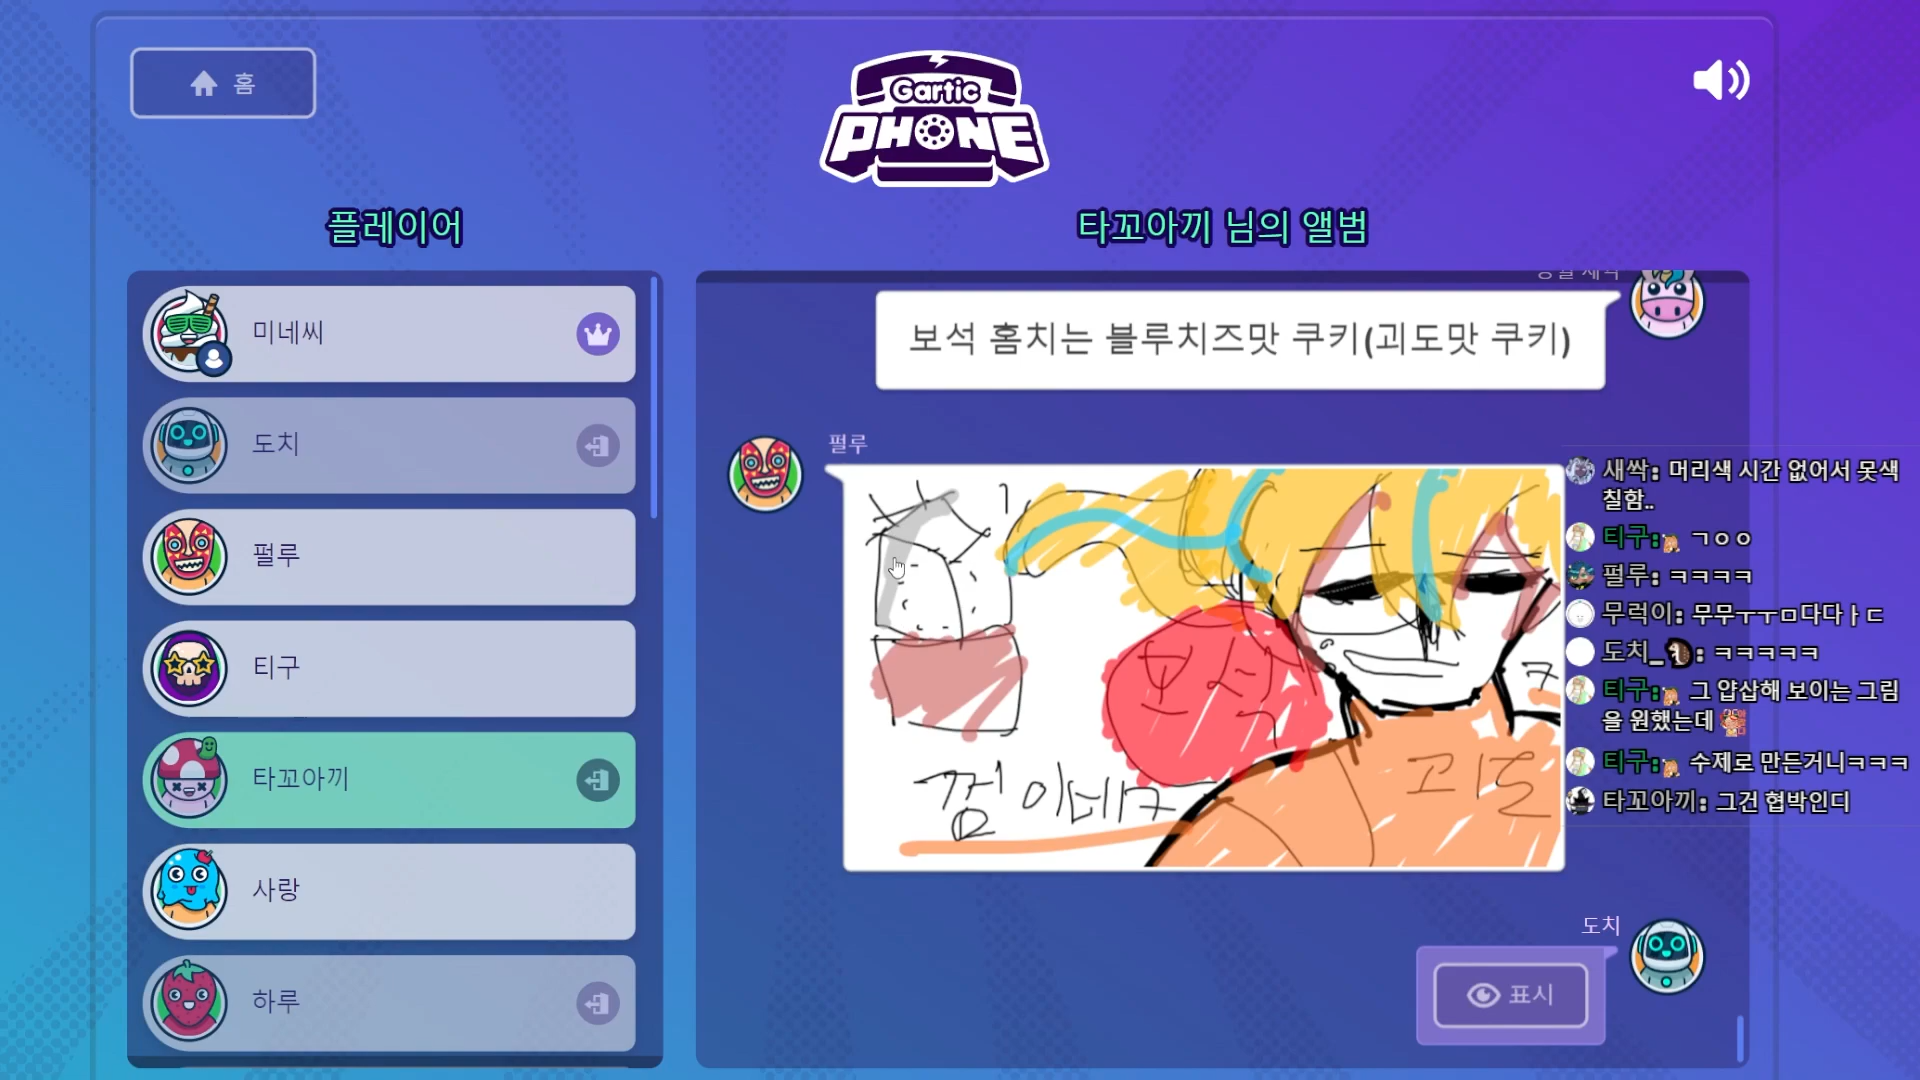 홈
Gartic
PHONE
플레이어
타꼬아끼 님의 앨범
미네씨
도치
펄루
티구
타꼬아끼
사랑
하루
보석 훔치는 블루치즈맛 쿠키(괴도맛 쿠키)
펄루
보석
괴도
껌이네ㅋ
ㅋ
도치
표시
새싹: 머리색 시간 없어서 못색
칠함..
티구: ㄱㅇㅇ
펄루: ㅋㅋㅋㅋ
무럭이: 무무ㅜㅜㅁ다다ㅏㄷ
도치_: ㅋㅋㅋㅋㅋ
티구: 그 얍삽해 보이는 그림
을 원했는데
티구: 수제로 만든거니ㅋㅋㅋ
타꼬아끼: 그건 협박인디